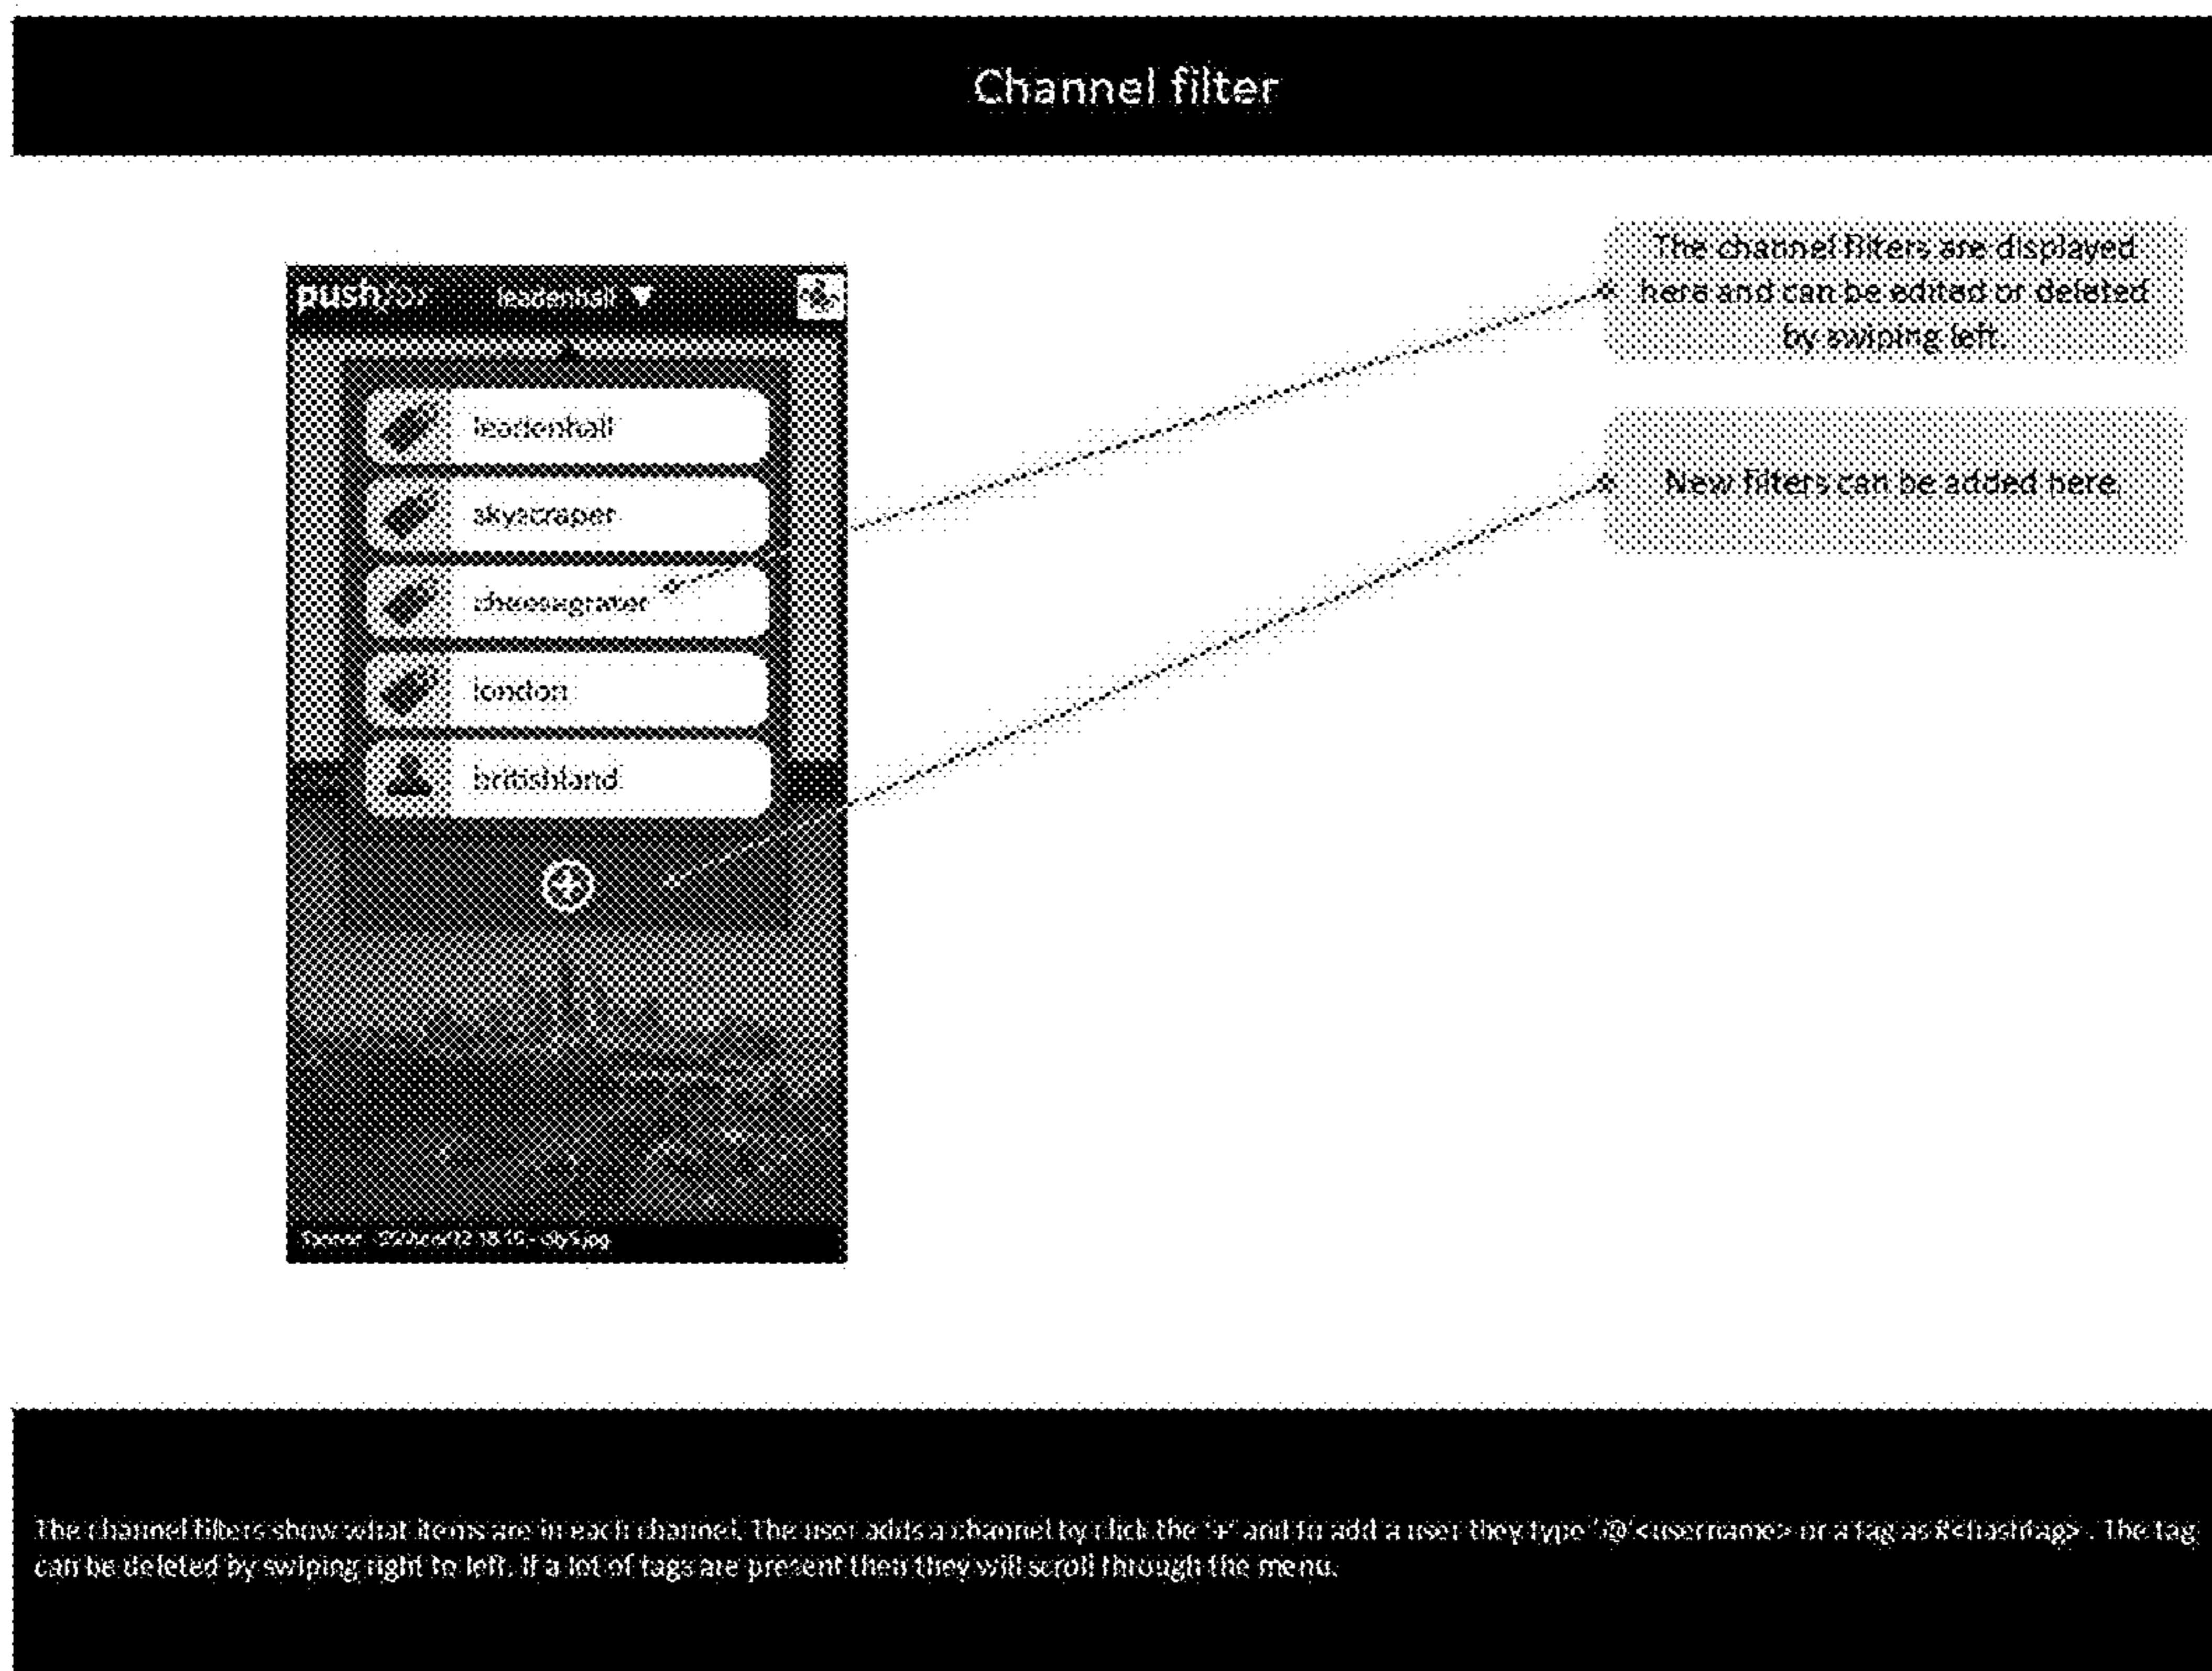 Channel filter
pushfor leadenhall
The channel filters are displayed
here and can be edited or deleted
by swiping left.
leadenhall
New filters can be added here
skyscraper
cheesegrater
london
britishland
The channel filters show what items are in each channel. The user adds a channel by click the '+' and to add a user they type '@'<username> or a tag as #<hashtag> . The tag
can be deleted by swiping right to left. If a lot of tags are present then they will scroll through the menu.